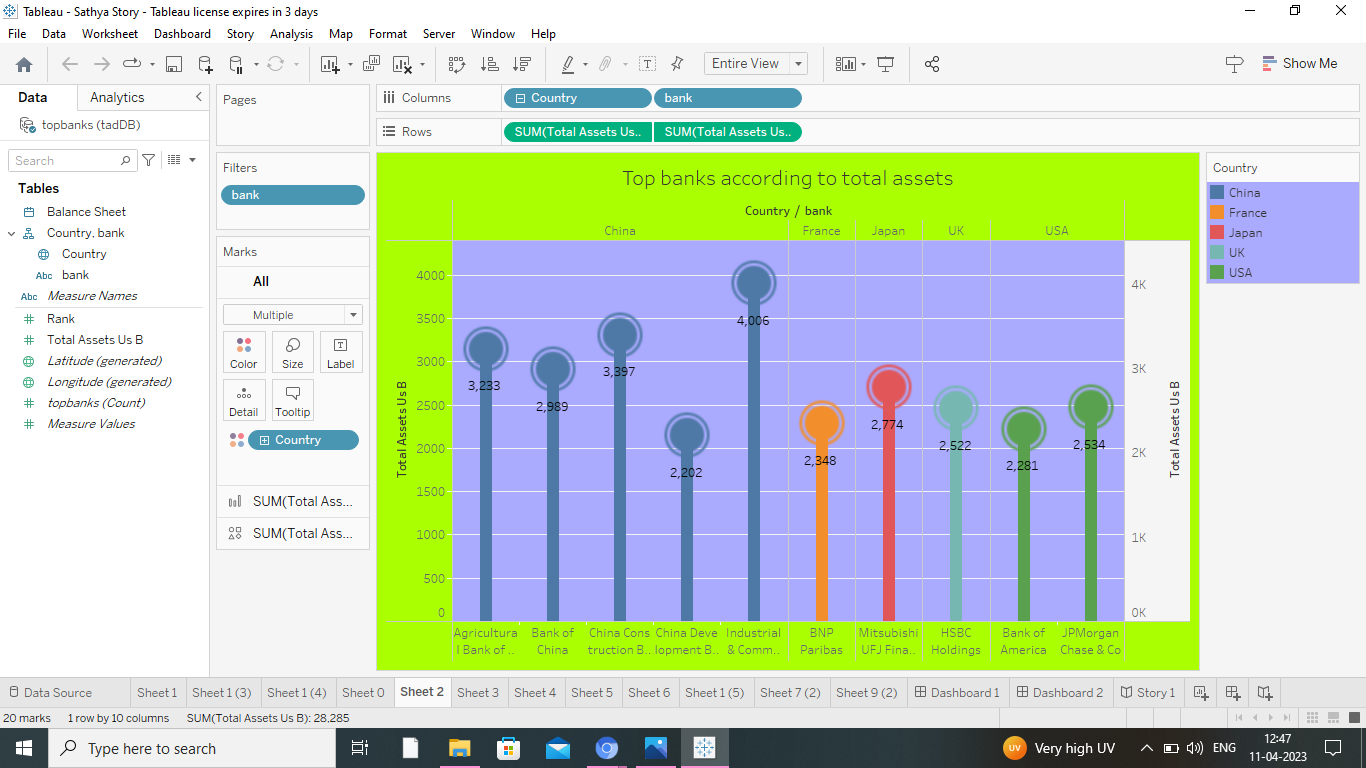 Tableau - Sathya Story - Tableau license expires in 3 days
File Data Worksheet Dashboard Story Analysis Map Format Server Window Help
Entire View
Show Me
Data Analytics
topbanks (tadDB)
Search
Tables
Balance Sheet
Country, bank
Country
Abc bank
Abc Measure Names
Rank
Total Assets Us B
Latitude (generated)
Longitude (generated)
topbanks (Count)
Measure Values
Pages
Filters
bank
Marks
All
Multiple
Color Size Label
Detail Tooltip
Country
SUM(Total Ass...
SUM(Total Ass...
Columns Country bank
Rows SUM(Total Assets Us.. SUM(Total Assets Us..
Top banks according to total assets
Country / bank
China France Japan UK USA
Total Assets Us B
4000
3500
3000
2500
2000
1500
1000
500
0
3,233 2,989 3,397 2,202 4,006 2,348 2,774 2,522 2,281 2,534
4K
3K
2K
1K
0K
Total Assets Us B
Agricultura Bank of China Cons China Deve Industrial BNP Mitsubishi HSBC Bank of JPMorgan
l Bank of .. China truction B.. lopment B.. & Comm.. Paribas UFJ Fina.. Holdings America Chase & Co
Country
China
France
Japan
UK
USA
Data Source Sheet 1 Sheet 1 (3) Sheet 1 (4) Sheet 0 Sheet 2 Sheet 3 Sheet 4 Sheet 5 Sheet 6 Sheet 1 (5) Sheet 7 (2) Sheet 9 (2) Dashboard 1 Dashboard 2 Story 1
20 marks 1 row by 10 columns SUM(Total Assets Us B): 28,285
Type here to search
UV Very high UV ENG 12:47
11-04-2023